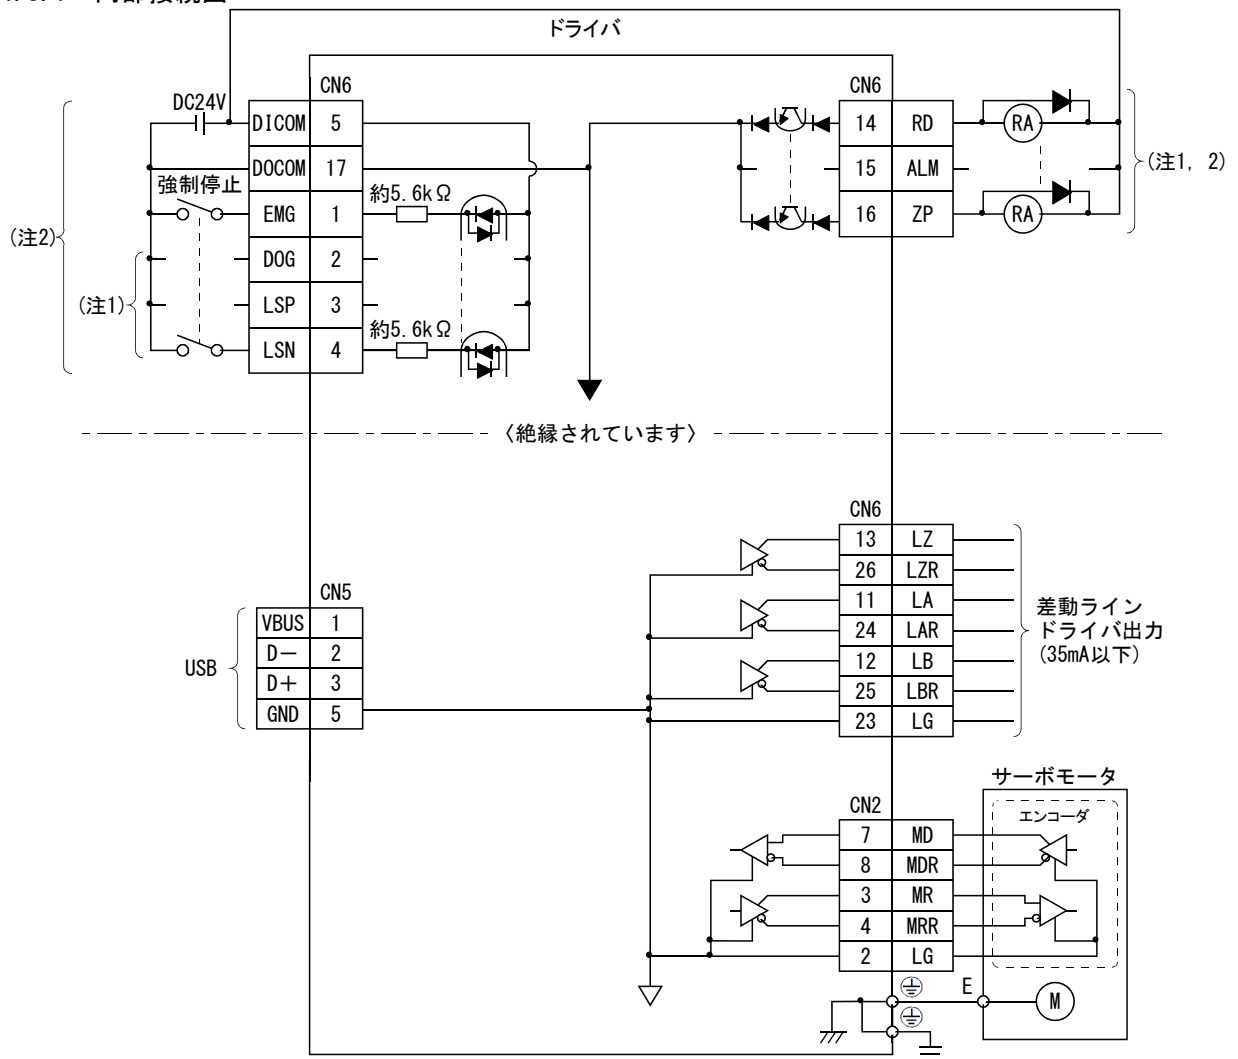 ドライバ
CN6
DC24V
DICOM 5
DOCOM 17
強制停止
EMG 1 約5.6kΩ
DOG 2
LSP 3
LSN 4 約5.6kΩ
(注2)
(注1)
CN6
14 RD RA
15 ALM
16 ZP RA
(注1, 2)
〈絶縁されています〉
CN6
13 LZ
26 LZR
11 LA
24 LAR
12 LB
25 LBR
23 LG
差動ライン
ドライバ出力
(35mA以下)
CN5
VBUS 1
D- 2
D+ 3
GND 5
USB
サーボモータ
エンコーダ
CN2
7 MD
8 MDR
3 MR
4 MRR
2 LG
E
M